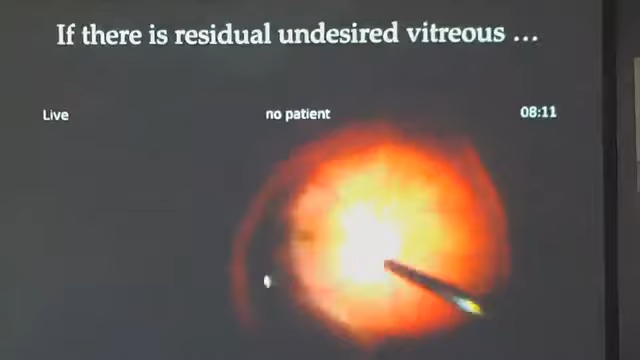 If there is residual undesired vitreous ...
Live no patient 08:11